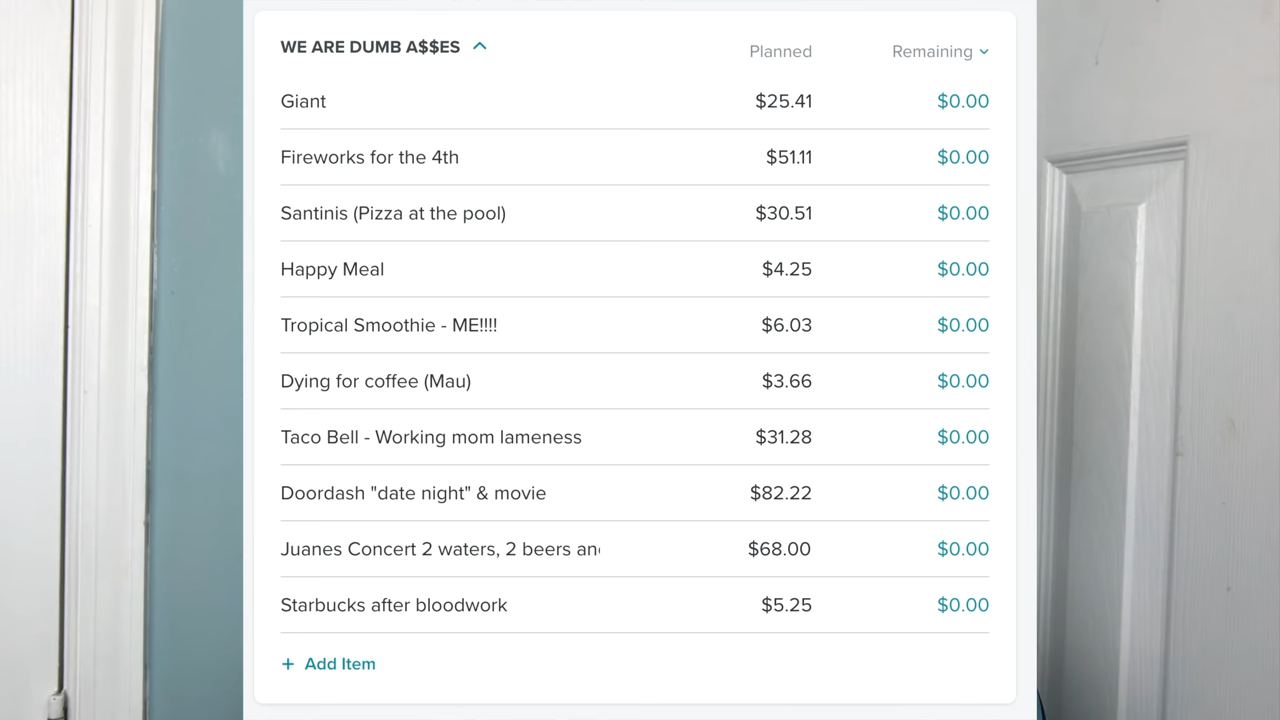 WE ARE DUMB A$$ES Planned Remaining
Giant $25.41 $0.00
Fireworks for the 4th $51.11 $0.00
Santinis (Pizza at the pool) $30.51 $0.00
Happy Meal $4.25 $0.00
Tropical Smoothie - ME!!!! $6.03 $0.00
Dying for coffee (Mau) $3.66 $0.00
Taco Bell - Working mom lameness $31.28 $0.00
Doordash "date night" & movie $82.22 $0.00
Juanes Concert 2 waters, 2 beers $68.00 $0.00
Starbucks after bloodwork $5.25 $0.00
+ Add Item